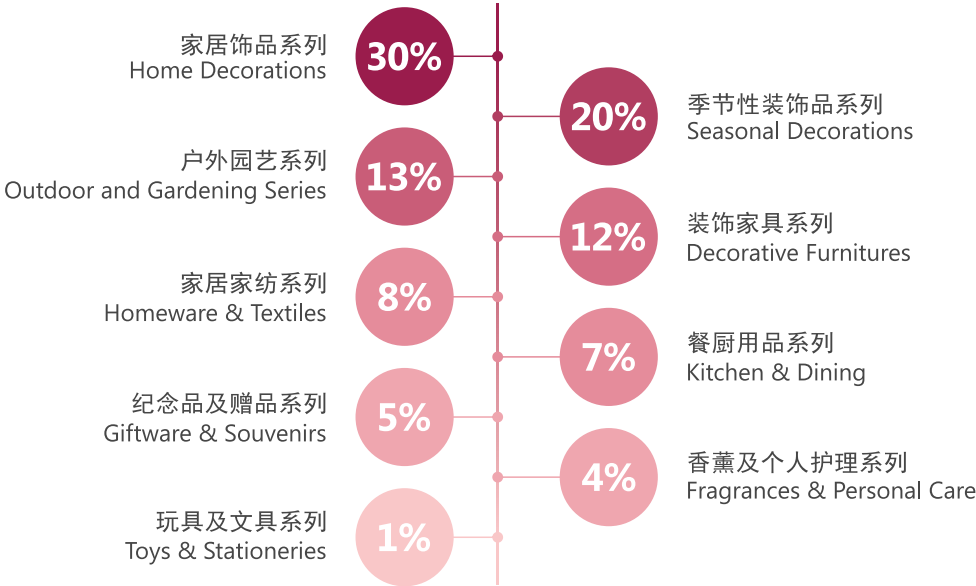 家居饰品系列
Home Decorations
30%
20%
季节性装饰品系列
Seasonal Decorations
户外园艺系列
Outdoor and Gardening Series
13%
12%
装饰家具系列
Decorative Furnitures
家居家纺系列
Homeware & Textiles
8%
7%
餐厨用品系列
Kitchen & Dining
纪念品及赠品系列
Giftware & Souvenirs
5%
4%
香薰及个人护理系列
Fragrances & Personal Care
玩具及文具系列
Toys & Stationeries
1%